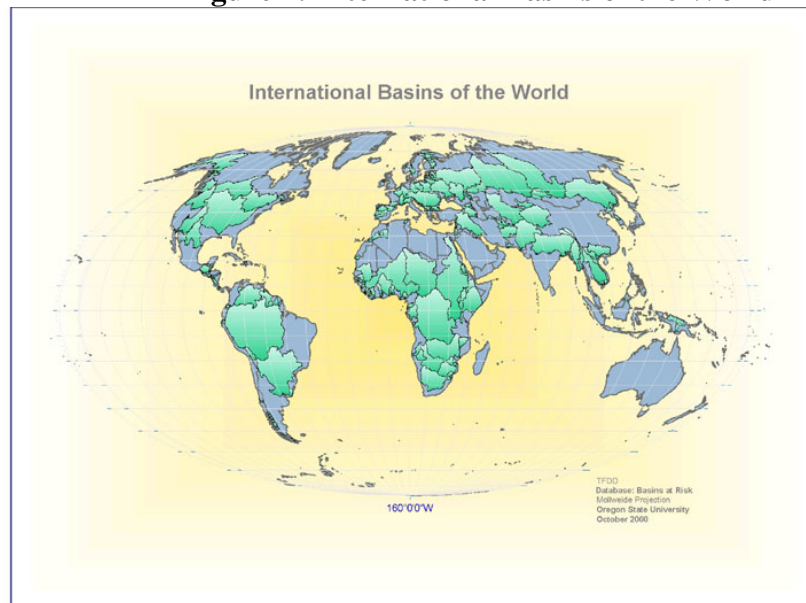 International Basins of the World
TFDD
Database: Basins at Risk
Mollweide Projection
Oregon State University
October 2000
160°0'0"W